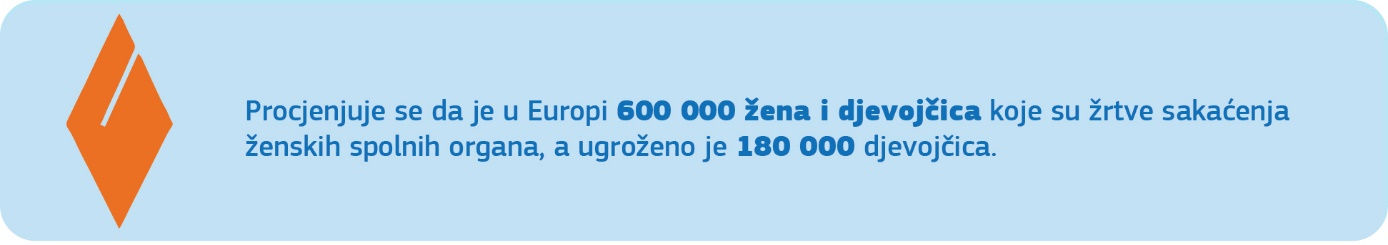 Procjenjuje se da je u Europi 600 000 žena i djevojčica koje su žrtve sakaćenja
ženskih spolnih organa, a ugroženo je 180 000 djevojčica.